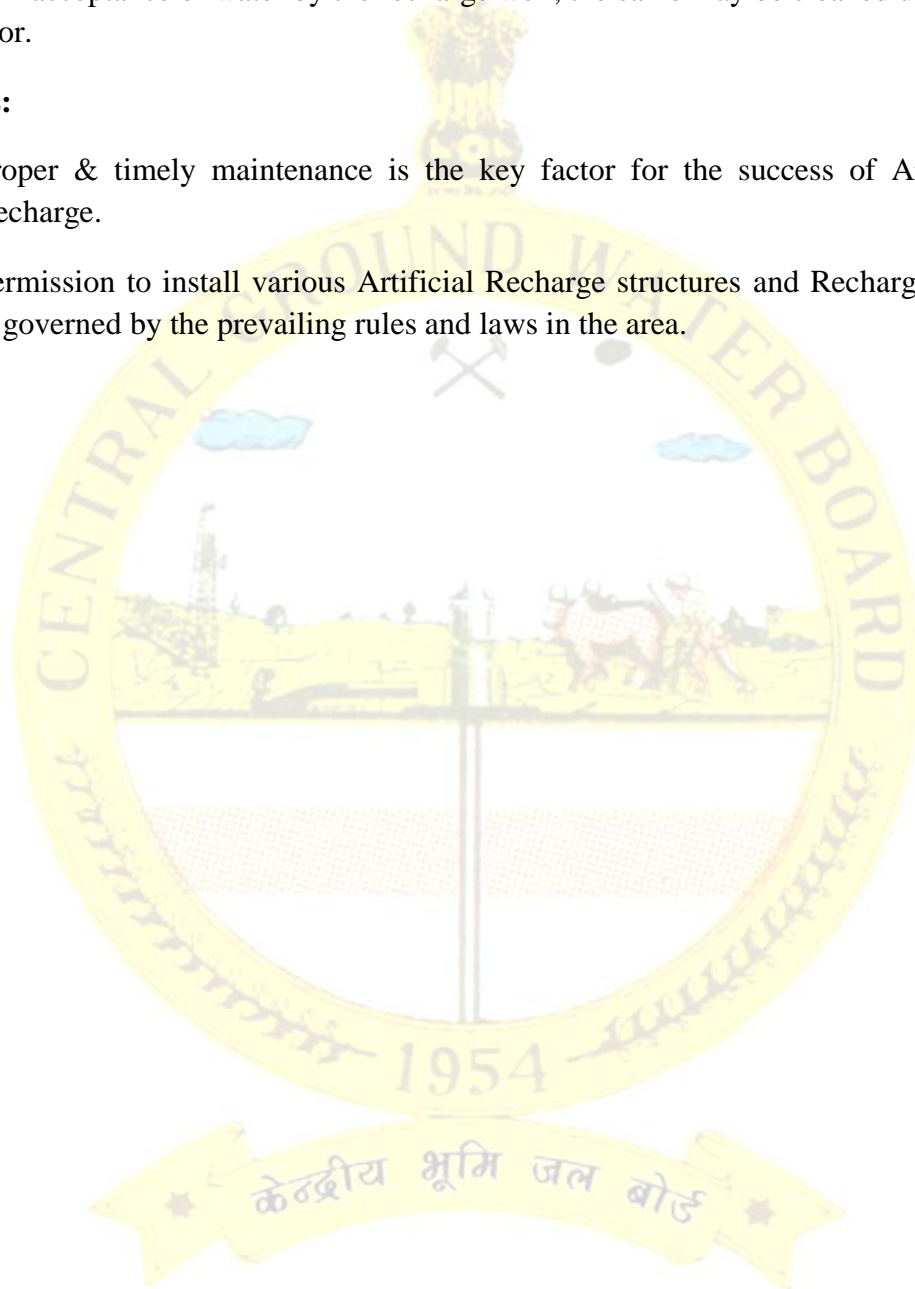 acceptance of water by the recharge well, the same may be cleaned
or.
:
roper & timely maintenance is the key factor for the success of A
echarge.
ermission to install various Artificial Recharge structures and Recharg
governed by the prevailing rules and laws in the area.
CENTRAL GROUND WATER BOARD
1954
केन्द्रीय भूमि जल बोर्ड